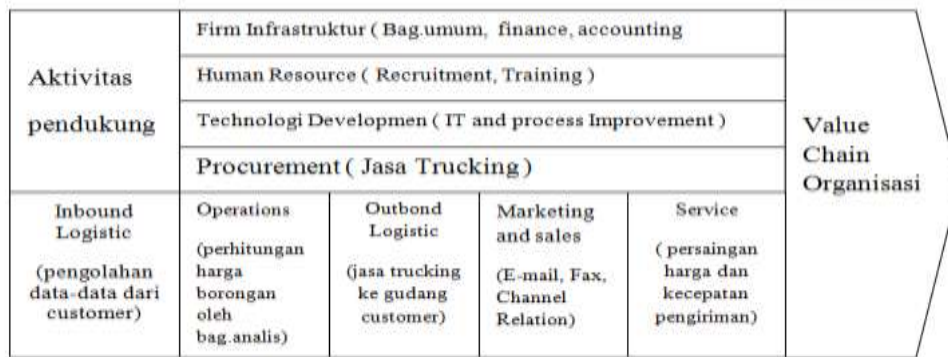 Firm Infrastruktur ( Bag.umum, finance, accounting
Aktivitas
pendukung
Human Resource ( Recruitment, Training )
Technologi Developmen ( IT and process Improvement )
Procurement ( Jasa Trucking )
Value
Chain
Organisasi
Inbound
Logistic
(pengolahan
data-data dari
customer)
Operations
(perhitungan
harga
borongan
oleh
bag.analis)
Outbond
Logistic
(jasa trucking
ke gudang
customer)
Marketing
and sales
(E-mail, Fax,
Channel
Relation)
Service
( persaingan
harga dan
kecepatan
pengiriman)